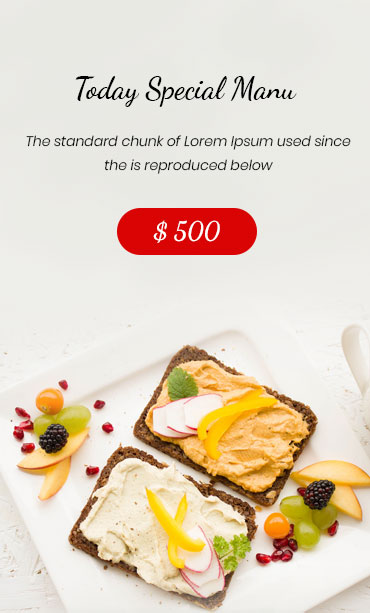 Today Special Manu
The standard chunk of Lorem Ipsum used since
the is reproduced below
$ 500